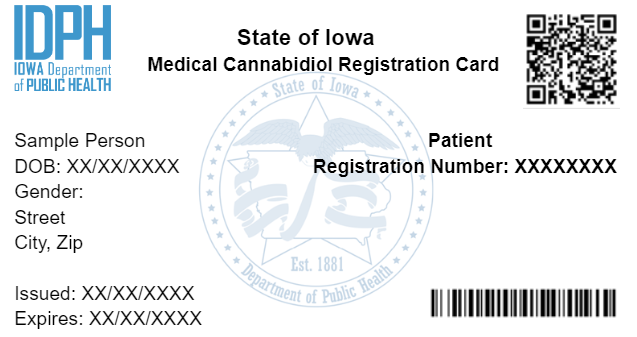 IDPH
IOWA Department
of PUBLIC HEALTH
State of Iowa
Medical Cannabidiol Registration Card
State of Iowa
Sample Person
DOB: XX/XX/XXXX
Gender:
Street
City, Zip
Patient
Registration Number: XXXXXXXX
Est. 1881
Department of Public Health
Issued: XX/XX/XXXX
Expires: XX/XX/XXXX